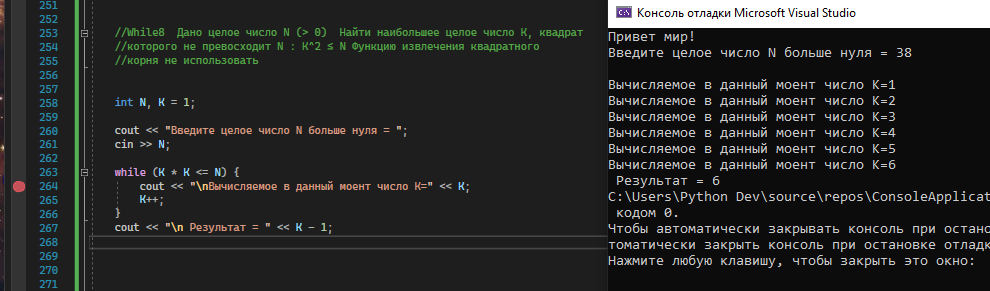 251
252
253 //While8  Дано целое число N (> 0)  Найти наибольшее целое число К, квадрат
254 //которого не превосходит N : К^2 ≤ N Функцию извлечения квадратного
255 //корня не использовать
256
257
258 int N, K = 1;
259
260 cout << "Введите целое число N больше нуля = ";
261 cin >> N;
262
263 while (K * K <= N) {
264 cout << "\nВычисляемое в данный моент число K=" << K;
265 K++;
266 }
267 cout << "\n Результат = " << K - 1;
268
269
270
271
Консоль отладки Microsoft Visual Studio
Привет мир!
Введите целое число N больше нуля = 38
Вычисляемое в данный моент число K=1
Вычисляемое в данный моент число K=2
Вычисляемое в данный моент число K=3
Вычисляемое в данный моент число K=4
Вычисляемое в данный моент число K=5
Вычисляемое в данный моент число K=6
Результат = 6
C:\Users\Python Dev\source\repos\ConsoleApplicat
кодом 0.
Чтобы автоматически закрывать консоль при остано
томатически закрыть консоль при остановке отладк
Нажмите любую клавишу, чтобы закрыть это окно: